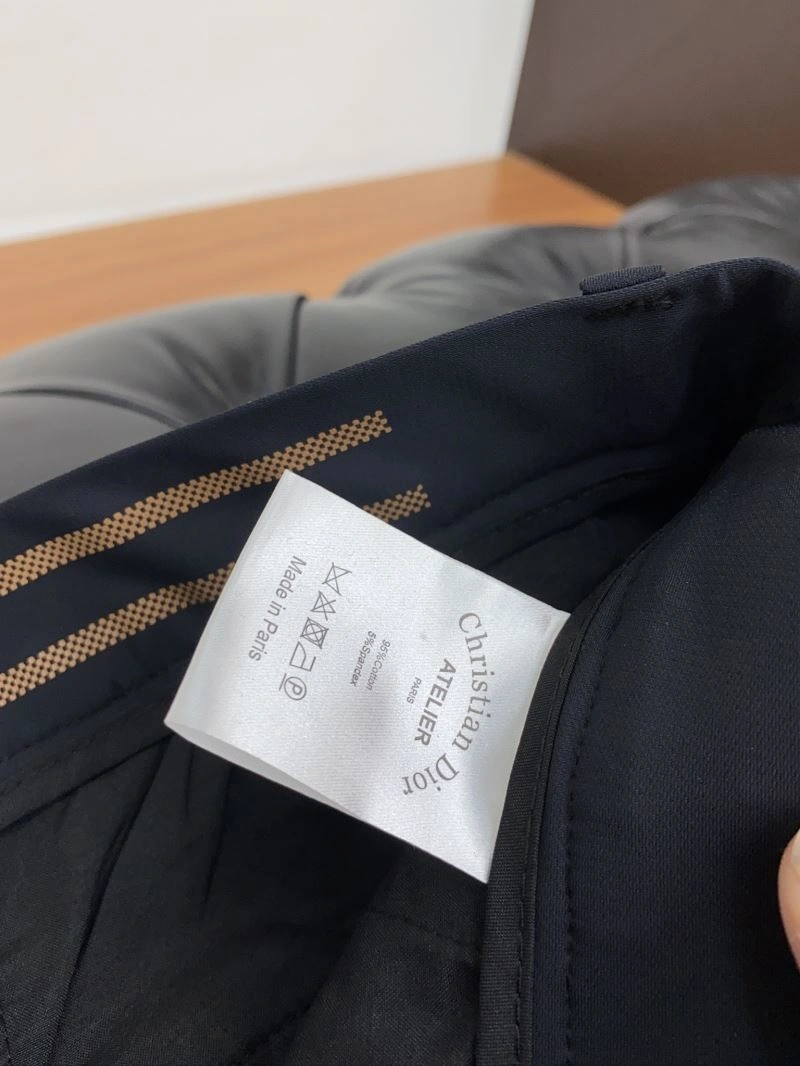 Christian Dior
ATELIER
PARIS
95%Cotton
5%Spandex
Made in Paris